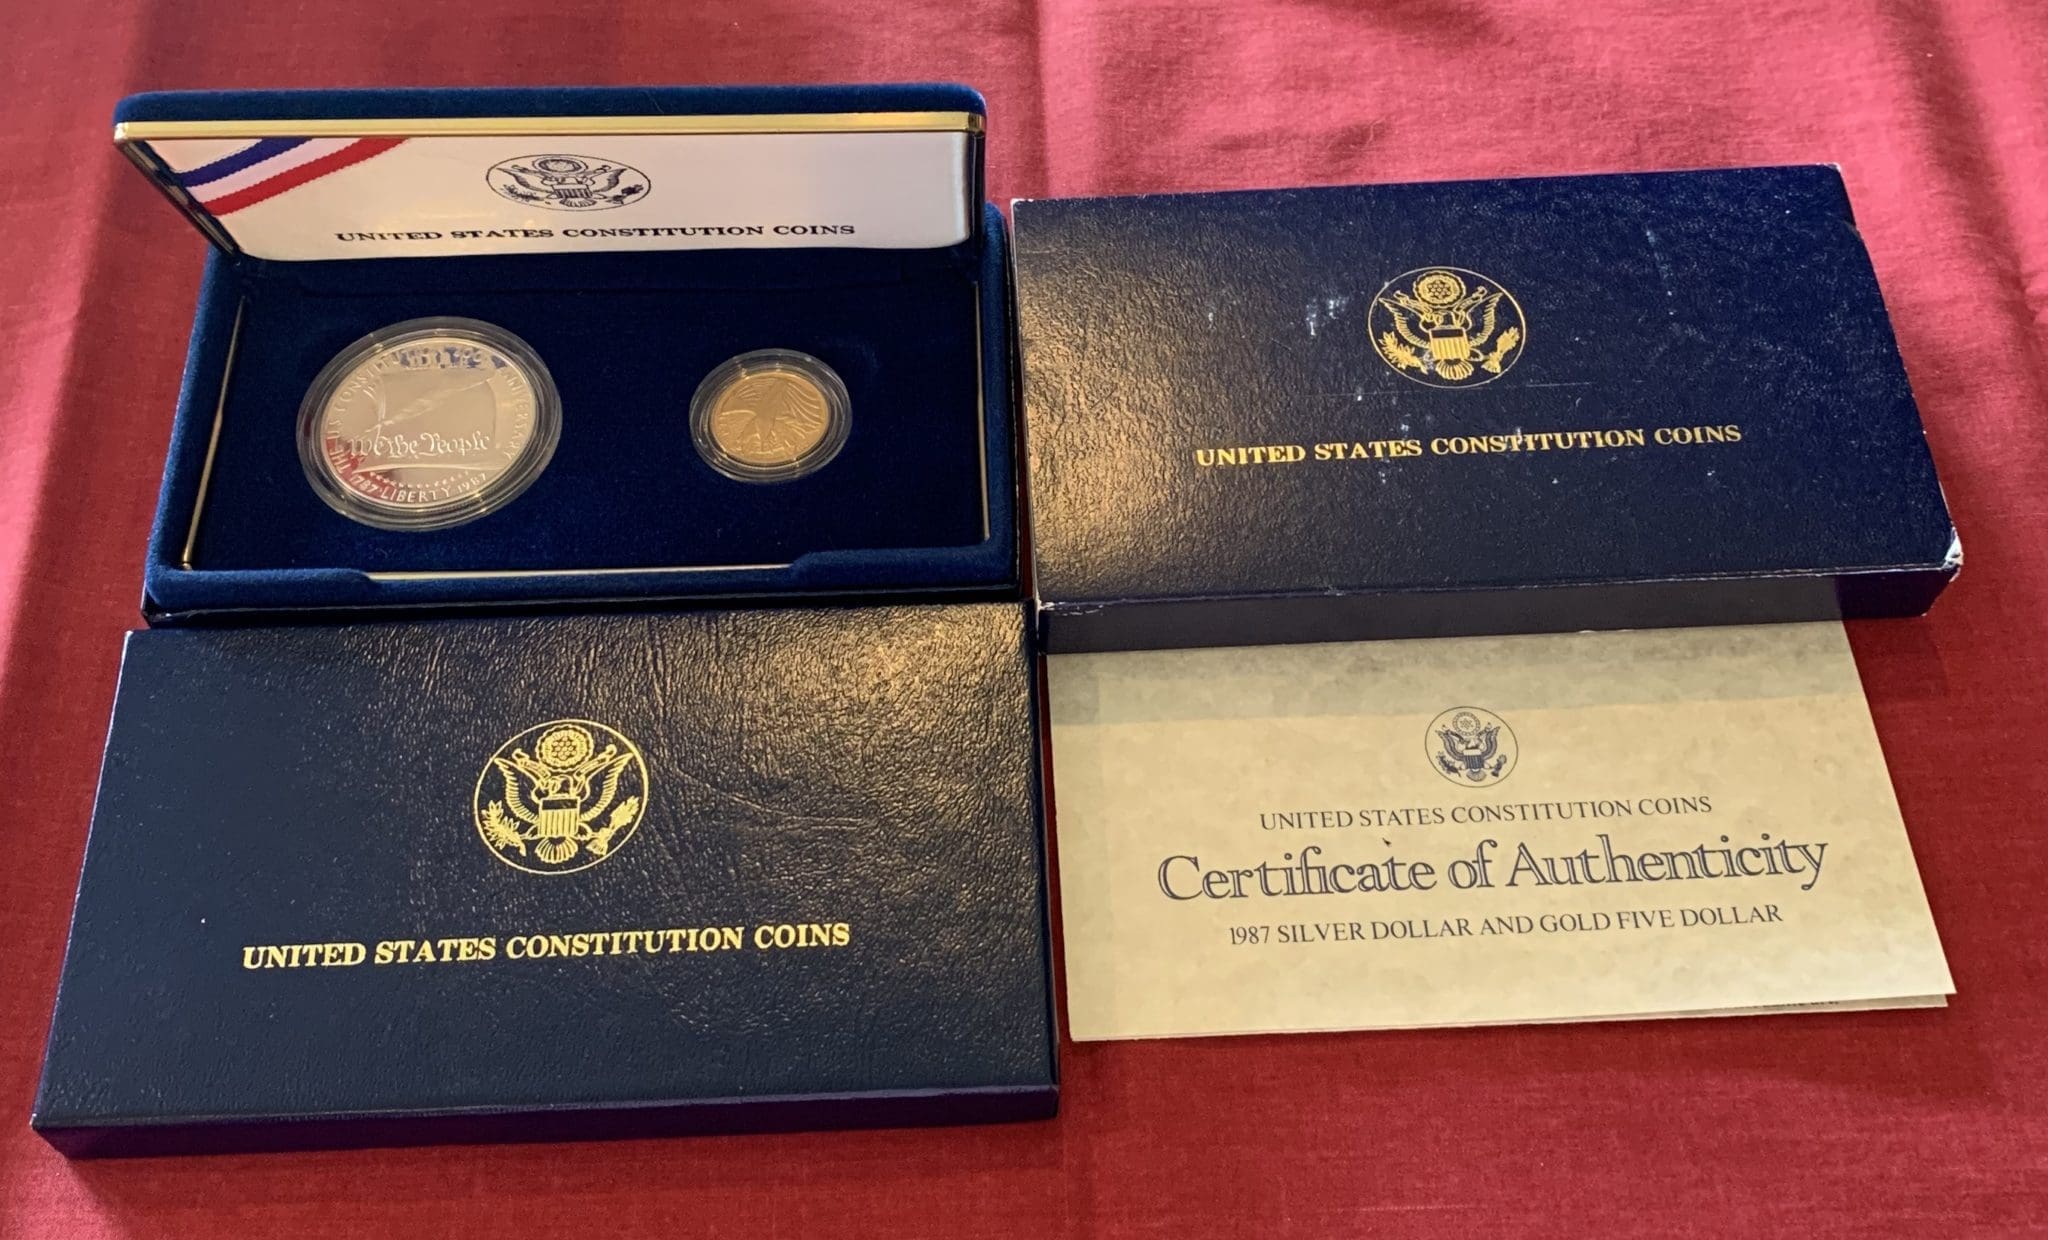 UNITED STATES CONSTITUTION COINS
We the People
1787·LIBERTY 1987
UNITED STATES CONSTITUTION COINS
UNITED STATES CONSTITUTION COINS
UNITED STATES CONSTITUTION COINS
Certificate of Authenticity
1987 SILVER DOLLAR AND GOLD FIVE DOLLAR